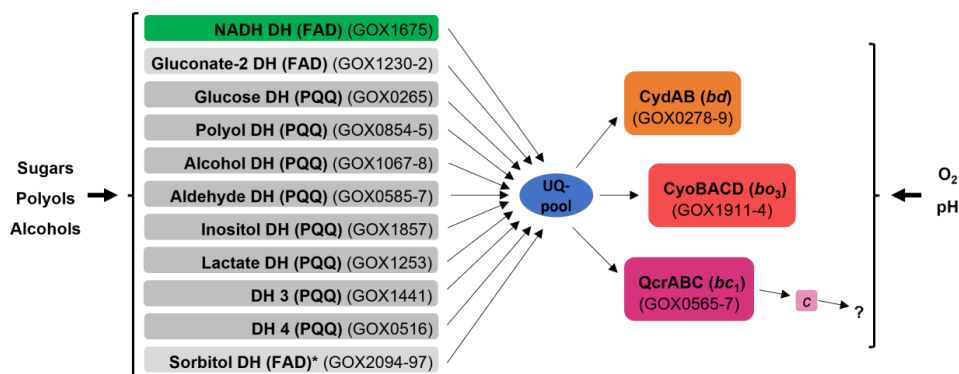 Sugars
Polyols
Alcohols
NADH DH (FAD) (GOX1675)
Gluconate-2 DH (FAD) (GOX1230-2)
Glucose DH (PQQ) (GOX0265)
Polyol DH (PQQ) (GOX0854-5)
Alcohol DH (PQQ) (GOX1067-8)
Aldehyde DH (PQQ) (GOX0585-7)
Inositol DH (PQQ) (GOX1857)
Lactate DH (PQQ) (GOX1253)
DH 3 (PQQ) (GOX1441)
DH 4 (PQQ) (GOX0516)
Sorbitol DH (FAD)* (GOX2094-97)
UQ-
pool
CydAB (bd)
(GOX0278-9)
CyoBACD (bo₃)
(GOX1911-4)
QcrABC (bc₁)
(GOX0565-7)
c
?
O₂
pH